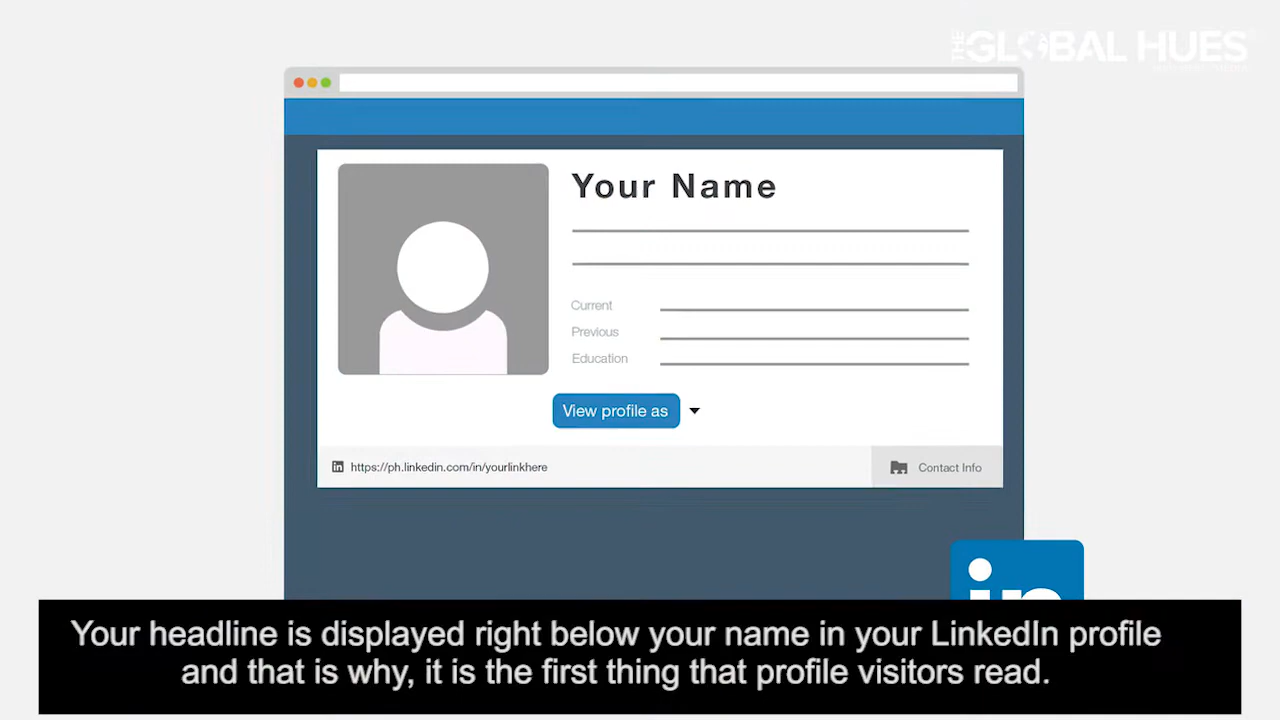 THE GLOBAL HUES
Your Name
Current
Previous
Education
View profile as
https://ph.linkedin.com/in/yourlinkhere
Contact Info
in
Your headline is displayed right below your name in your LinkedIn profile
and that is why, it is the first thing that profile visitors read.